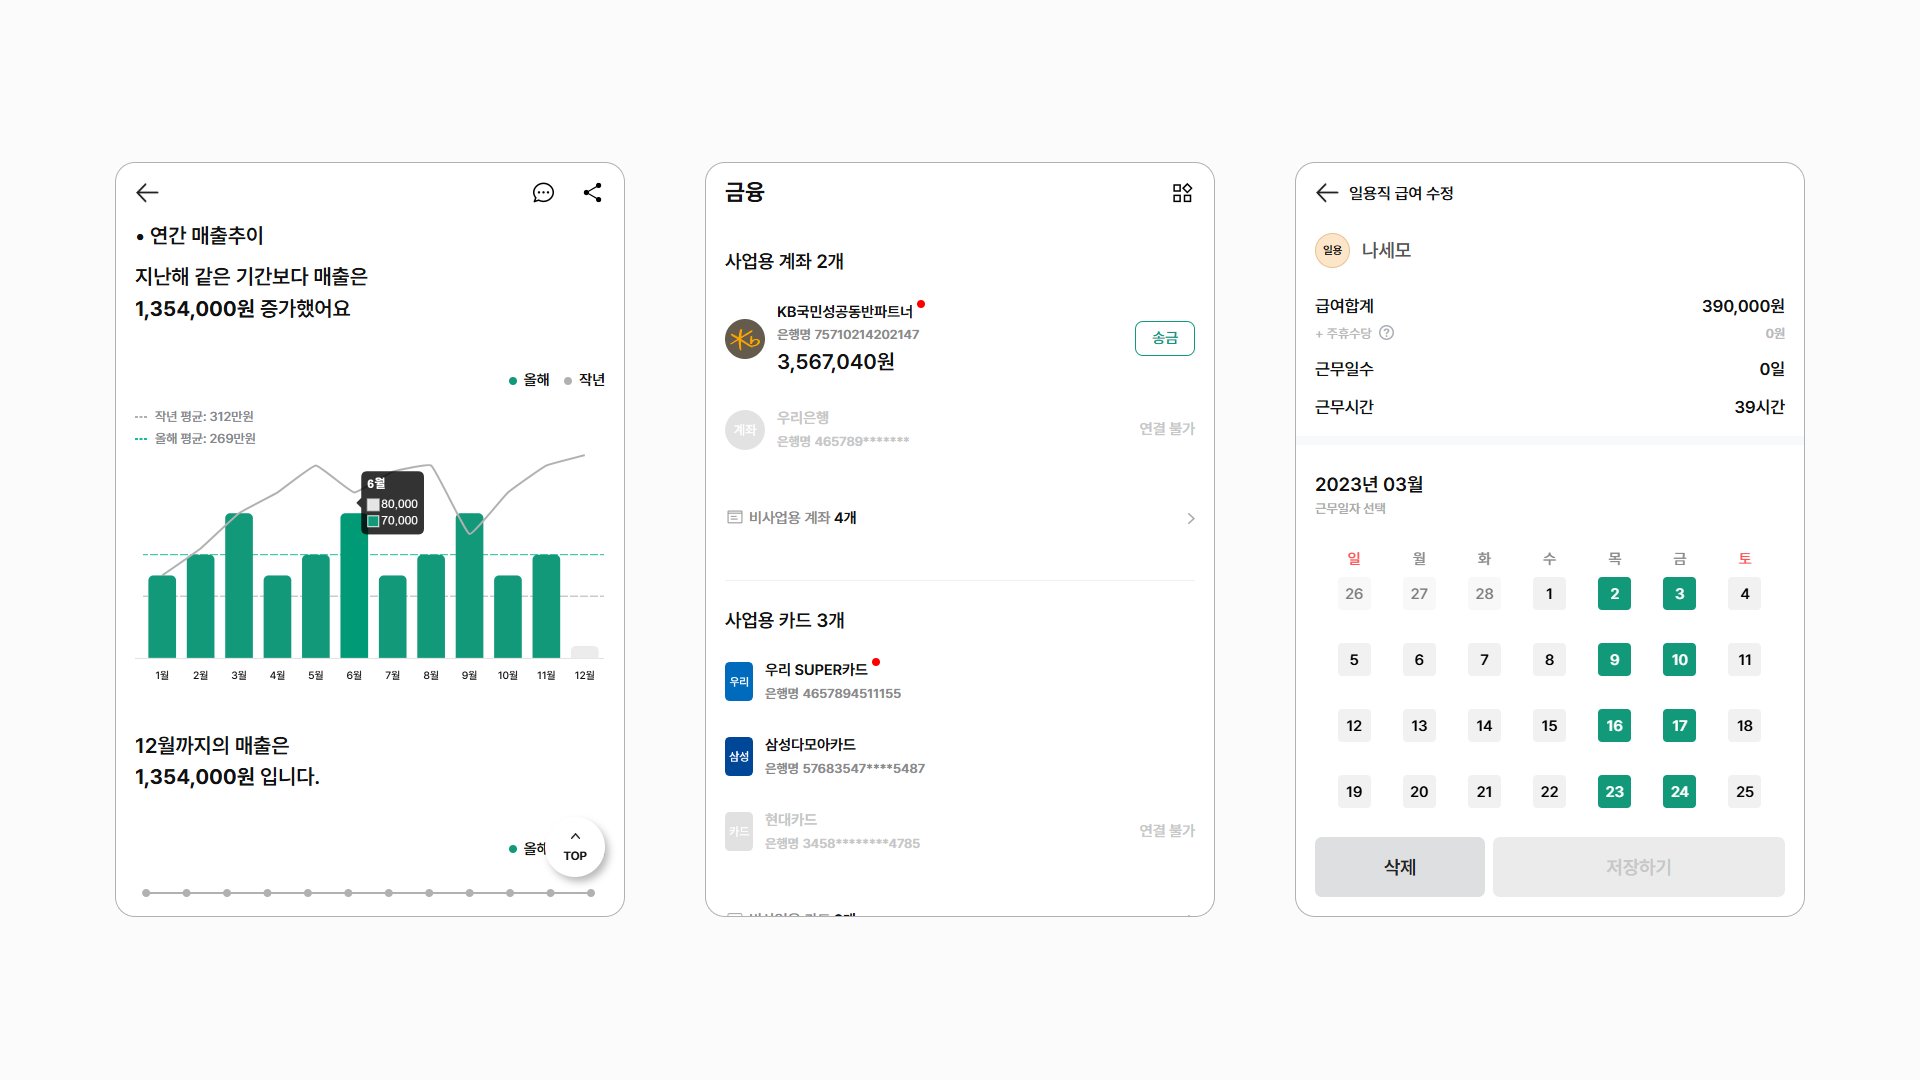 • 연간 매출추이
지난해 같은 기간보다 매출은
1,354,000원 증가했어요
올해 작년
작년 평균: 312만원
올해 평균: 269만원
6월
80,000
70,000
1월 2월 3월 4월 5월 6월 7월 8월 9월 10월 11월 12월
12월까지의 매출은
1,354,000원 입니다.
올해
TOP
금융
사업용 계좌 2개
KB국민성공동반파트너
은행명 75710214202147
3,567,040원
송금
계좌
우리은행
은행명 465789*******
연결 불가
비사업용 계좌 4개
사업용 카드 3개
우리
우리 SUPER카드
은행명 4657894511155
삼성
삼성다모아카드
은행명 57683547****5487
카드
현대카드
은행명 3458********4785
연결 불가
일용직 급여 수정
일용 나세모
급여합계 390,000원
+ 주휴수당 ? 0원
근무일수 0일
근무시간 39시간
2023년 03월
근무일자 선택
일 월 화 수 목 금 토
26 27 28 1 2 3 4
5 6 7 8 9 10 11
12 13 14 15 16 17 18
19 20 21 22 23 24 25
삭제 저장하기